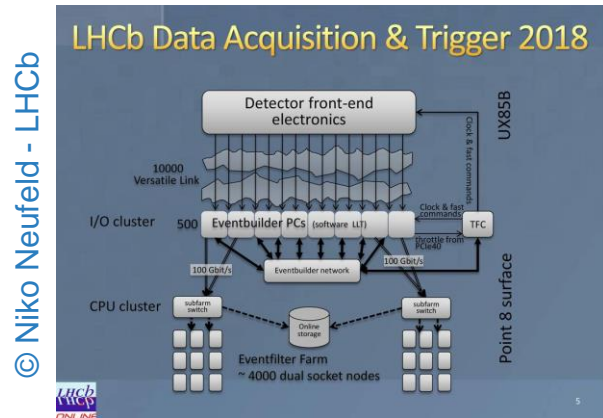 © Niko Neufeld - LHCb
LHCb Data Acquisition & Trigger 2018
Detector front-end
electronics
UX85B
Clock & fast commands
10000
Versatile Link
I/O cluster
500
Eventbuilder PCs (software LLT)
Clock & fast
commands
TFC
throttle from
PCIe40
100 Gbit/s
Eventbuilder network
100 Gbit/s
Point 8 surface
CPU cluster
subfarm
switch
Online
storage
subfarm
switch
Eventfilter Farm
~ 4000 dual socket nodes
LHCb
ONLINE
5